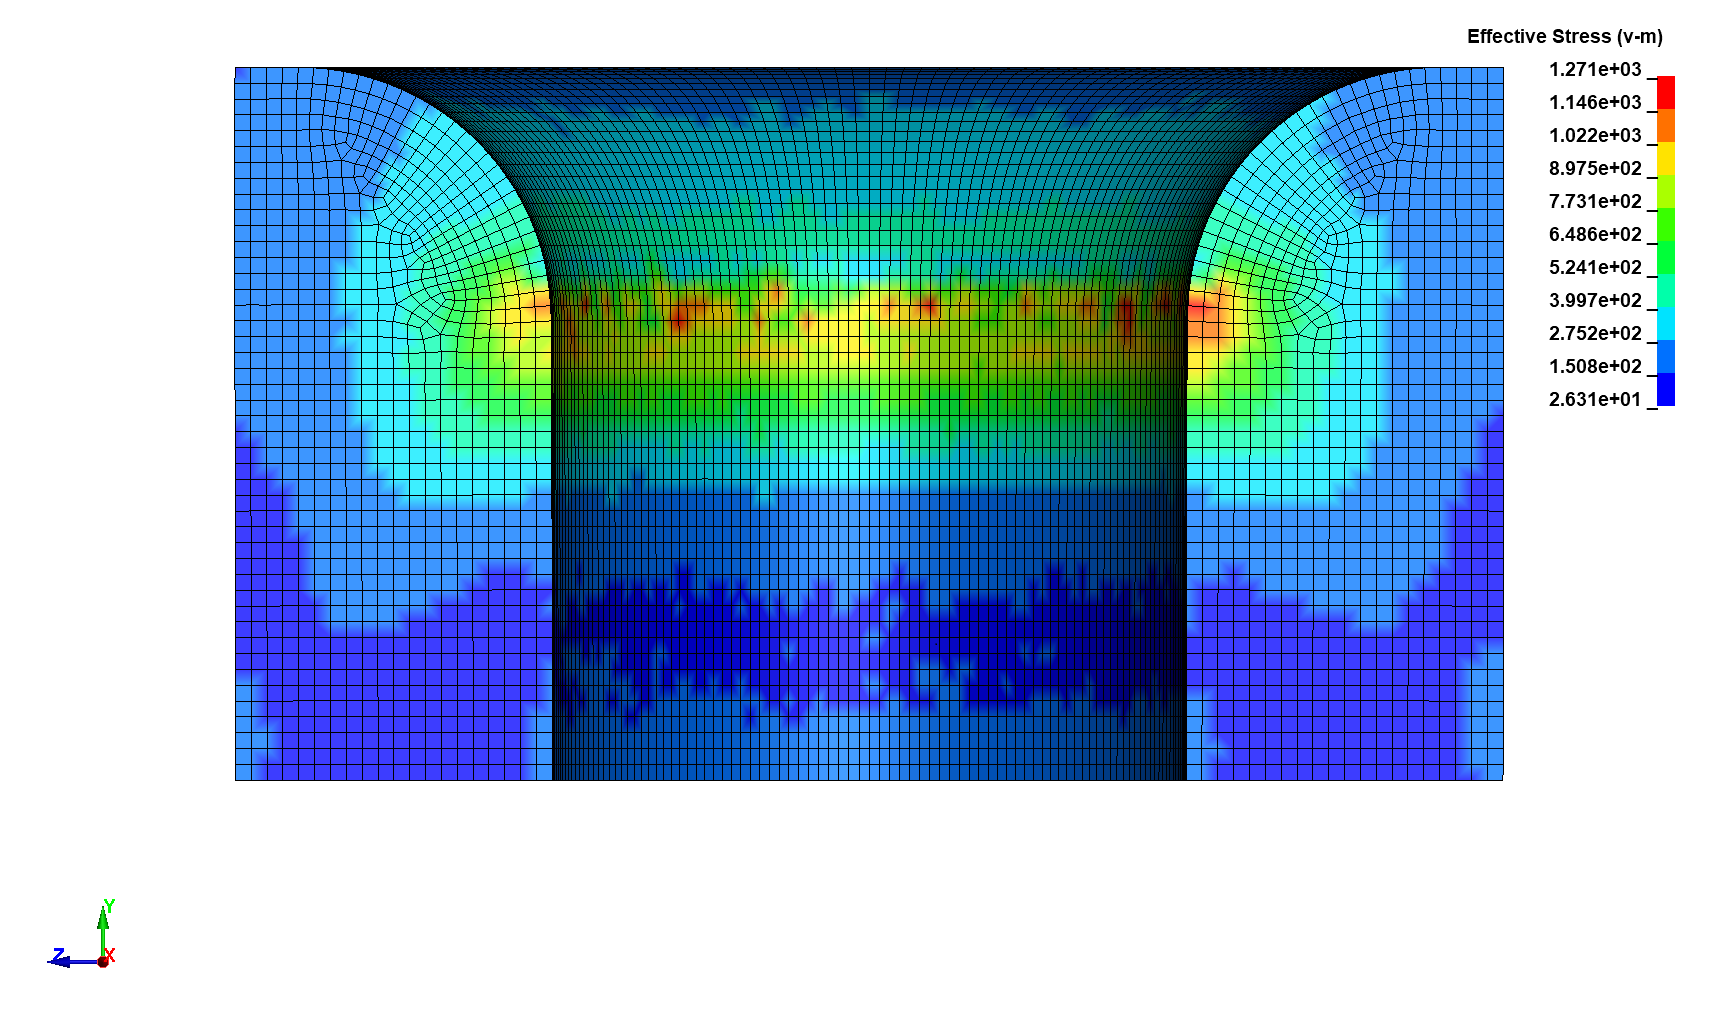 Effective Stress (v-m)
1.271e+03
1.146e+03
1.022e+03
8.975e+02
7.731e+02
6.486e+02
5.241e+02
3.997e+02
2.752e+02
1.508e+02
2.631e+01
Y
Z
X